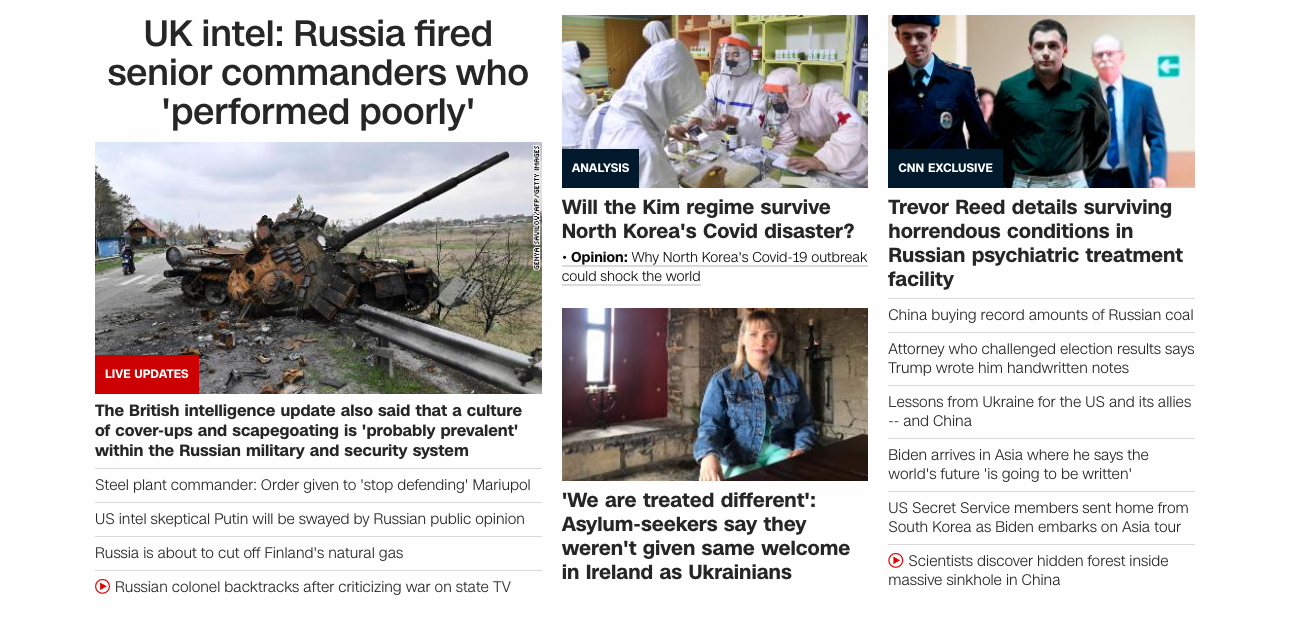 UK intel: Russia fired
senior commanders who
'performed poorly'
GENYA SAVILOV/AFP/GETTY IMAGES
LIVE UPDATES
The British intelligence update also said that a culture
of cover-ups and scapegoating is 'probably prevalent'
within the Russian military and security system
Steel plant commander: Order given to 'stop defending' Mariupol
US intel skeptical Putin will be swayed by Russian public opinion
Russia is about to cut off Finland's natural gas
Russian colonel backtracks after criticizing war on state TV
ANALYSIS
Will the Kim regime survive
North Korea's Covid disaster?
• Opinion: Why North Korea's Covid-19 outbreak
could shock the world
'We are treated different':
Asylum-seekers say they
weren't given same welcome
in Ireland as Ukrainians
CNN EXCLUSIVE
Trevor Reed details surviving
horrendous conditions in
Russian psychiatric treatment
facility
China buying record amounts of Russian coal
Attorney who challenged election results says
Trump wrote him handwritten notes
Lessons from Ukraine for the US and its allies
-- and China
Biden arrives in Asia where he says the
world's future 'is going to be written'
US Secret Service members sent home from
South Korea as Biden embarks on Asia tour
Scientists discover hidden forest inside
massive sinkhole in China